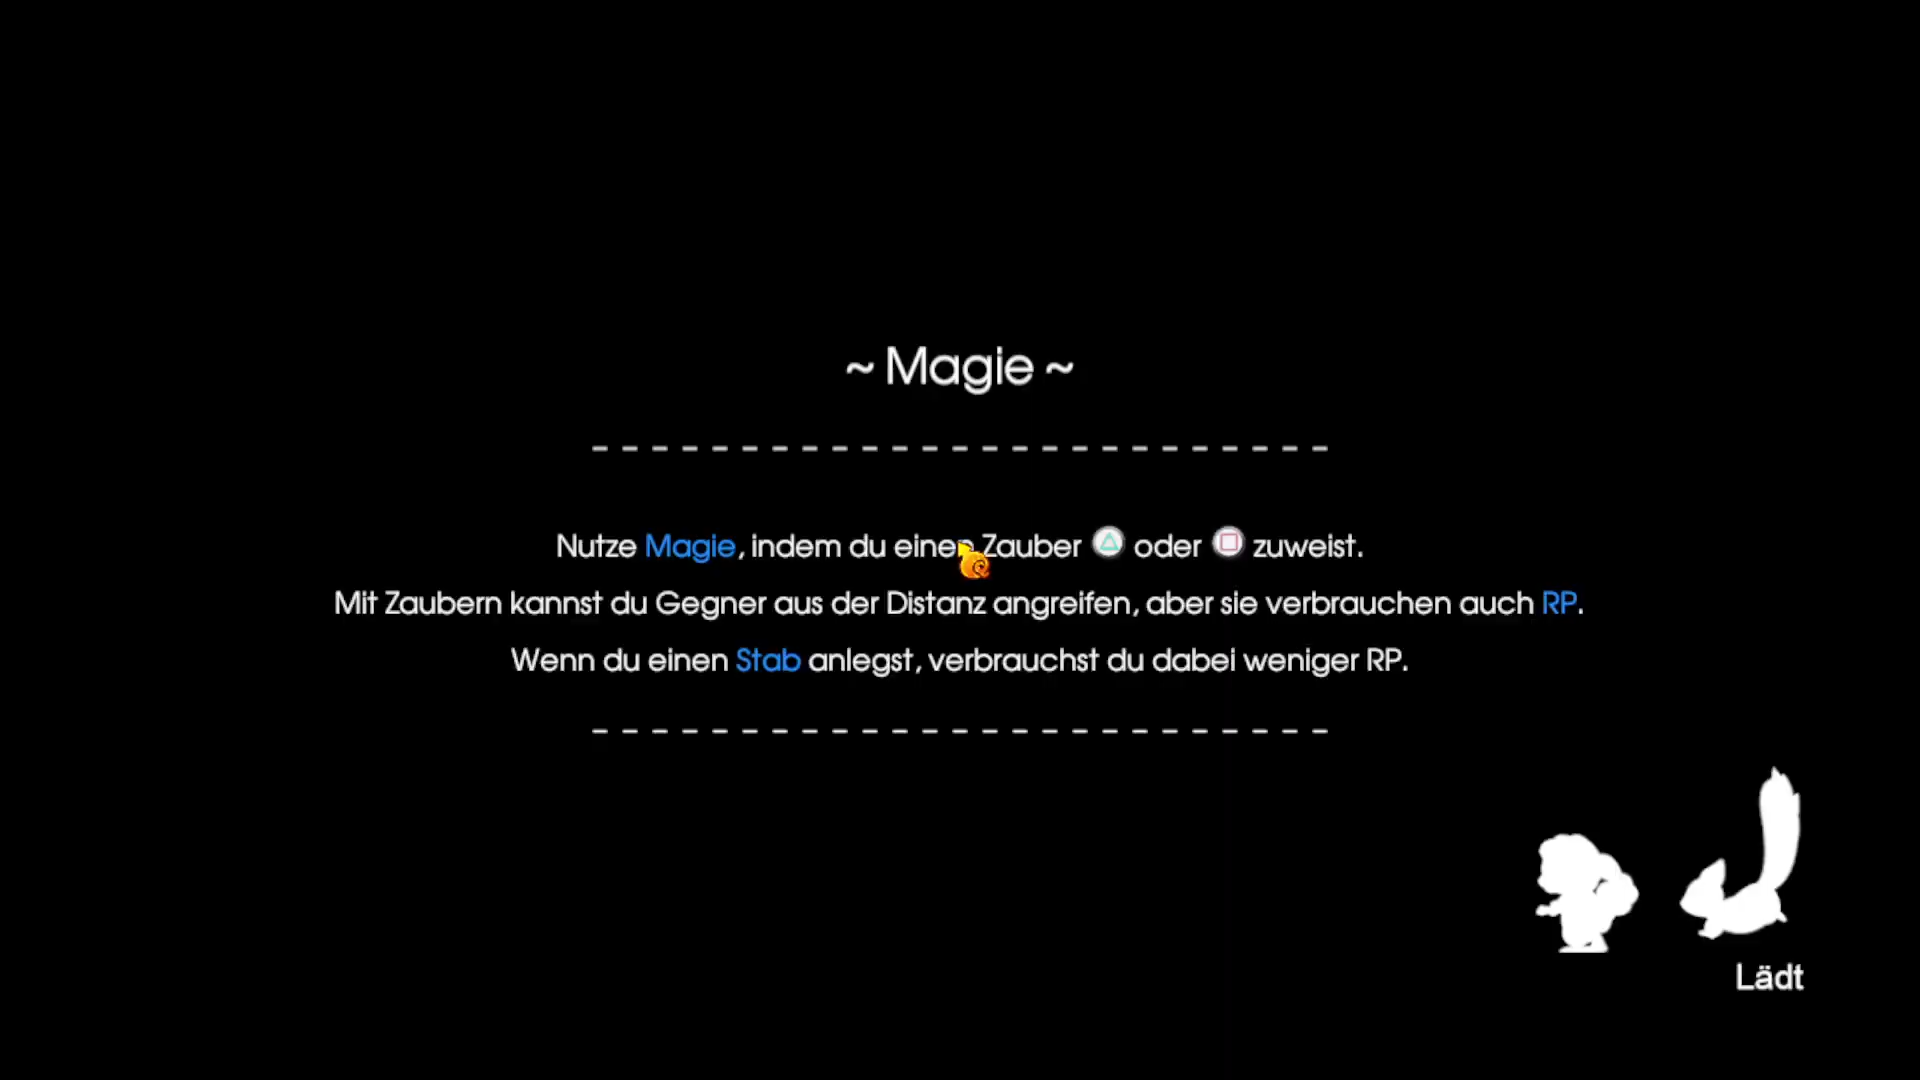 ~ Magie ~
- - - - - - - - - - - - - - - - - - - - - - - - -
Nutze Magie, indem du einen Zauber △ oder □ zuweist.
Mit Zaubern kannst du Gegner aus der Distanz angreifen, aber sie verbrauchen auch RP.
Wenn du einen Stab anlegst, verbrauchst du dabei weniger RP.
- - - - - - - - - - - - - - - - - - - - - - - - -
Lädt